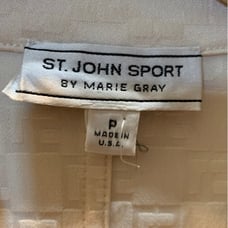 ST. JOHN SPORT
BY MARIE GRAY
P
MADE IN
U.S.A.